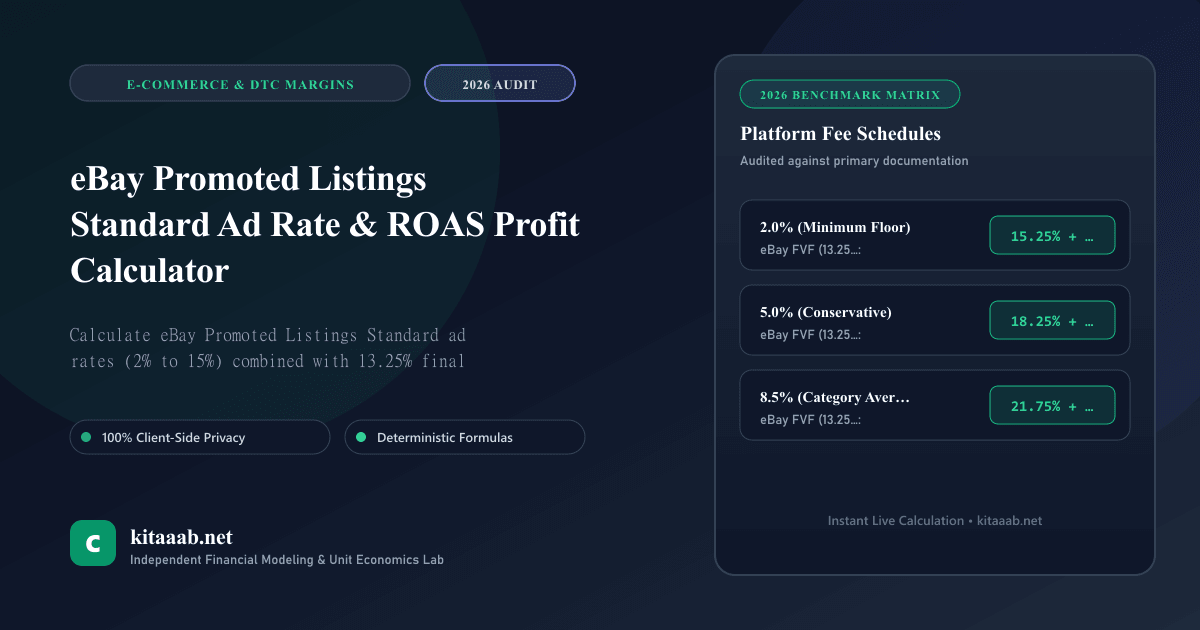 E-COMMERCE & DTC MARGINS
2026 AUDIT
eBay Promoted Listings
Standard Ad Rate & ROAS Profit
Calculator
Calculate eBay Promoted Listings Standard ad
rates (2% to 15%) combined with 13.25% final
100% Client-Side Privacy
Deterministic Formulas
C
kitaaab.net
Independent Financial Modeling & Unit Economics Lab
2026 BENCHMARK MATRIX
Platform Fee Schedules
Audited against primary documentation
2.0% (Minimum Floor)
eBay FVF (13.25…:
15.25% + …
5.0% (Conservative)
eBay FVF (13.25…:
18.25% + …
8.5% (Category Aver…
eBay FVF (13.25…:
21.75% + …
Instant Live Calculation • kitaaab.net